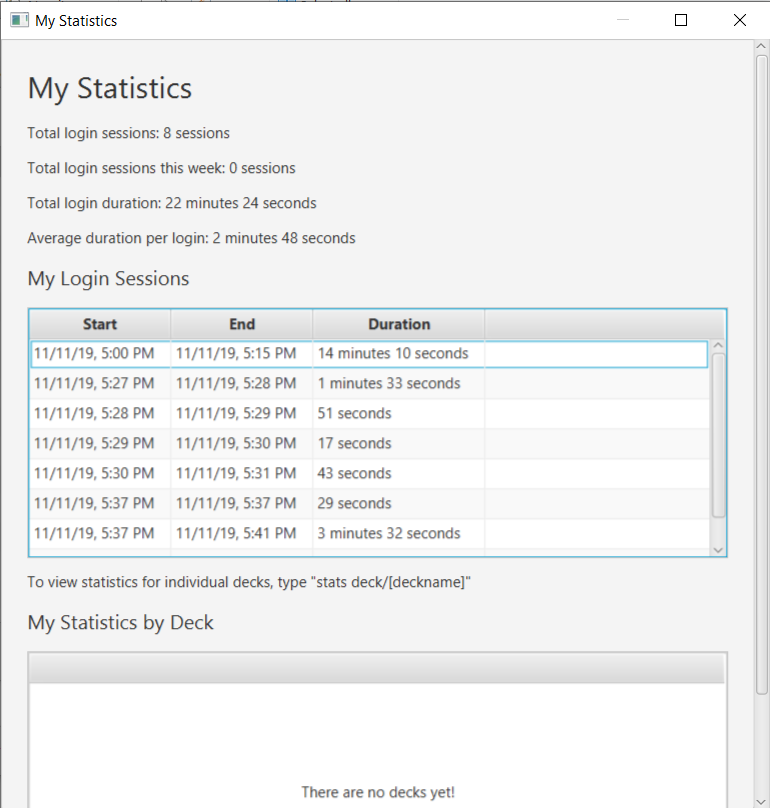 My Statistics
My Statistics
Total login sessions: 8 sessions
Total login sessions this week: 0 sessions
Total login duration: 22 minutes 24 seconds
Average duration per login: 2 minutes 48 seconds
My Login Sessions
Start End Duration
11/11/19, 5:00 PM 11/11/19, 5:15 PM 14 minutes 10 seconds
11/11/19, 5:27 PM 11/11/19, 5:28 PM 1 minutes 33 seconds
11/11/19, 5:28 PM 11/11/19, 5:29 PM 51 seconds
11/11/19, 5:29 PM 11/11/19, 5:30 PM 17 seconds
11/11/19, 5:30 PM 11/11/19, 5:31 PM 43 seconds
11/11/19, 5:37 PM 11/11/19, 5:37 PM 29 seconds
11/11/19, 5:37 PM 11/11/19, 5:41 PM 3 minutes 32 seconds
To view statistics for individual decks, type "stats deck/[deckname]"
My Statistics by Deck
There are no decks yet!